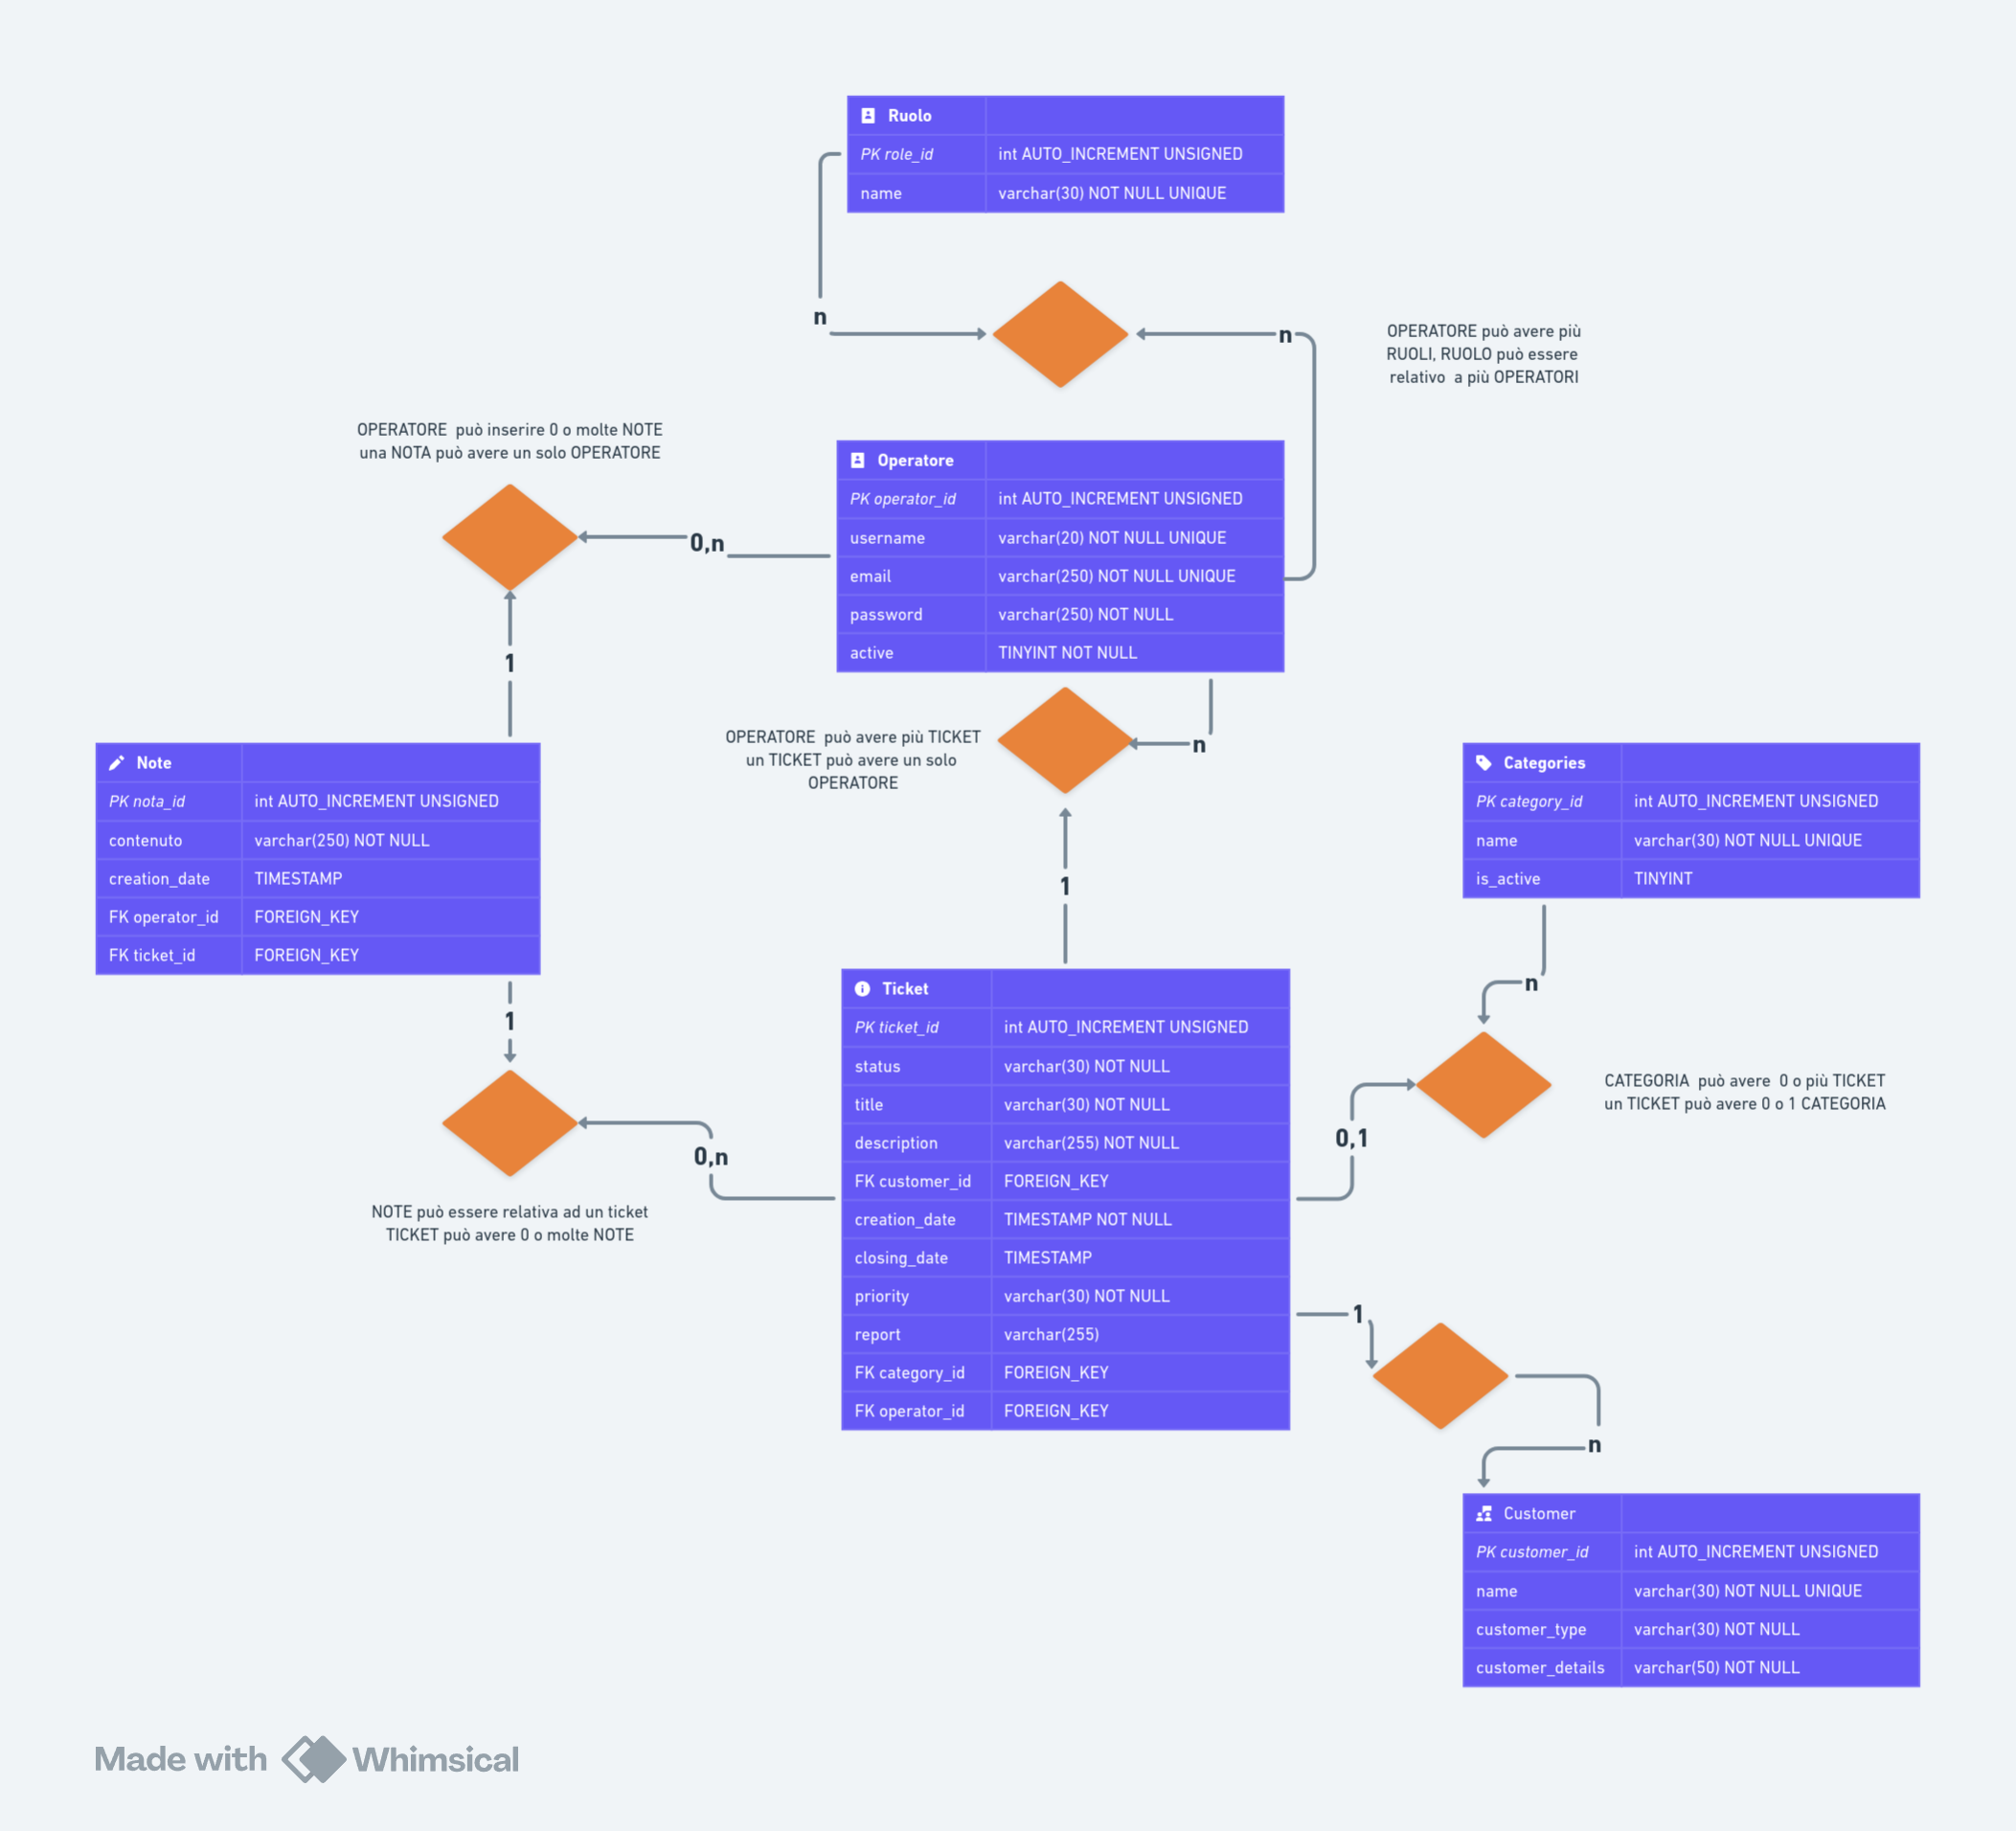 Ruolo
PK role_id int AUTO_INCREMENT UNSIGNED
name varchar(30) NOT NULL UNIQUE
n
n
OPERATORE può avere più
RUOLI, RUOLO può essere
relativo a più OPERATORI
OPERATORE può inserire 0 o molte NOTE
una NOTA può avere un solo OPERATORE
0,n
1
Operatore
PK operator_id int AUTO_INCREMENT UNSIGNED
username varchar(20) NOT NULL UNIQUE
email varchar(250) NOT NULL UNIQUE
password varchar(250) NOT NULL
active TINYINT NOT NULL
OPERATORE può avere più TICKET
un TICKET può avere un solo
OPERATORE
n
1
Note
PK nota_id int AUTO_INCREMENT UNSIGNED
contenuto varchar(250) NOT NULL
creation_date TIMESTAMP
FK operator_id FOREIGN_KEY
FK ticket_id FOREIGN_KEY
1
0,n
NOTE può essere relativa ad un ticket
TICKET può avere 0 o molte NOTE
Categories
PK category_id int AUTO_INCREMENT UNSIGNED
name varchar(30) NOT NULL UNIQUE
is_active TINYINT
n
0,1
CATEGORIA può avere 0 o più TICKET
un TICKET può avere 0 o 1 CATEGORIA
Ticket
PK ticket_id int AUTO_INCREMENT UNSIGNED
status varchar(30) NOT NULL
title varchar(30) NOT NULL
description varchar(255) NOT NULL
FK customer_id FOREIGN_KEY
creation_date TIMESTAMP NOT NULL
closing_date TIMESTAMP
priority varchar(30) NOT NULL
report varchar(255)
FK category_id FOREIGN_KEY
FK operator_id FOREIGN_KEY
1
n
Customer
PK customer_id int AUTO_INCREMENT UNSIGNED
name varchar(30) NOT NULL UNIQUE
customer_type varchar(30) NOT NULL
customer_details varchar(50) NOT NULL
Made with Whimsical